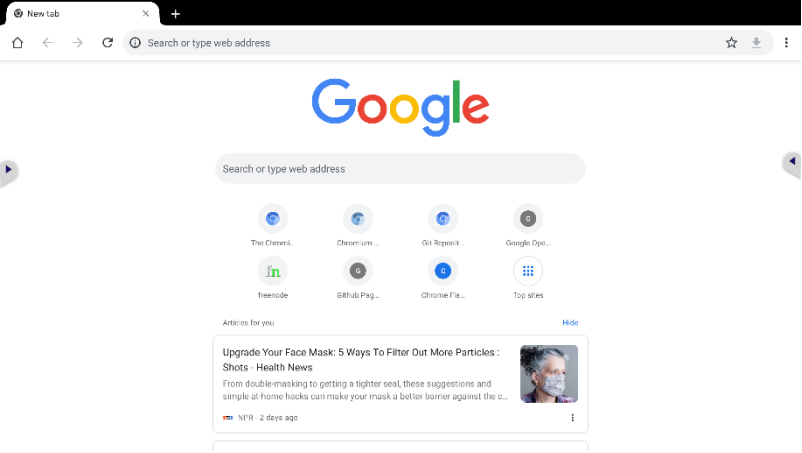 New tab
Search or type web address
Google
Search or type web address
The Chromi...
Chromium ...
Git Reposit...
G
Google Ope...
fn
freenode
G
Github Pag...
C
Chrome Fla...
Top sites
Articles for you
Hide
Upgrade Your Face Mask: 5 Ways To Filter Out More Particles :
Shots - Health News
From double-masking to getting a tighter seal, these suggestions and
simple at-home hacks can make your mask a better barrier against the c...
NPR - 2 days ago